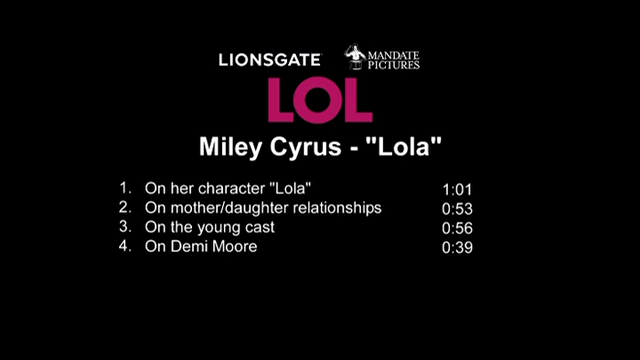 LIONSGATE MANDATE PICTURES
LOL
Miley Cyrus - "Lola"
1. On her character "Lola" 1:01
2. On mother/daughter relationships 0:53
3. On the young cast 0:56
4. On Demi Moore 0:39